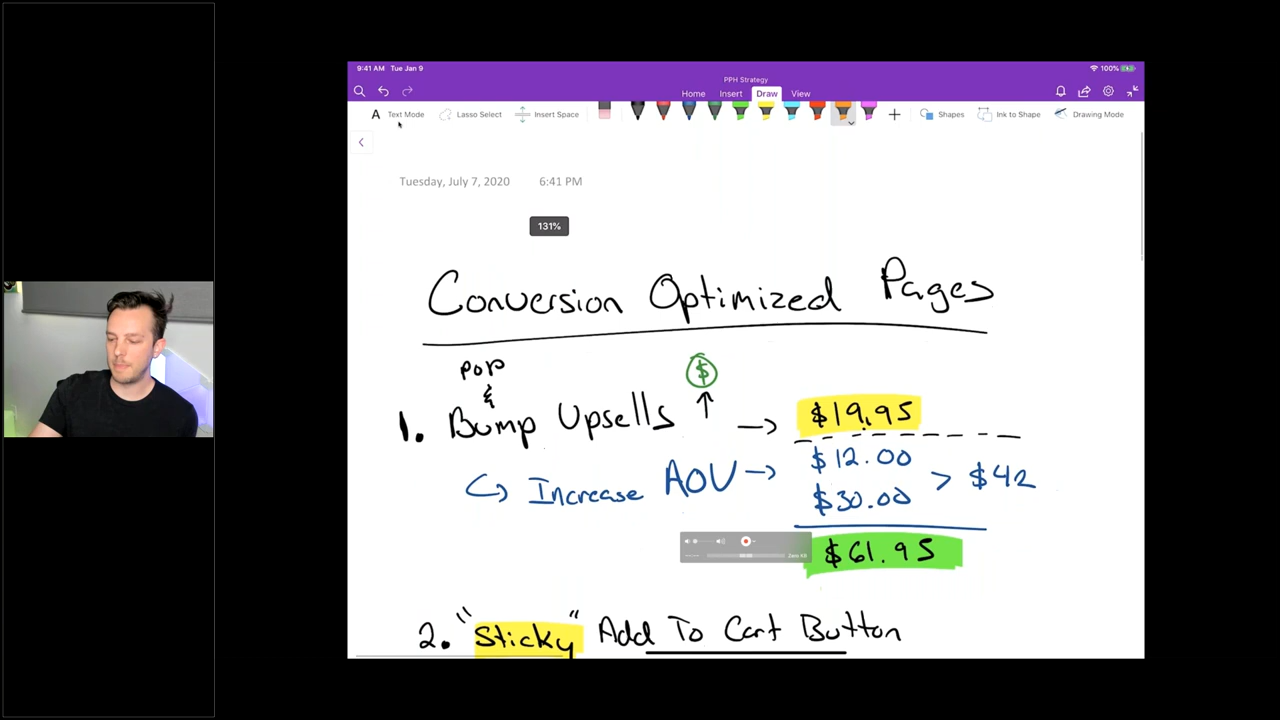 9:41 AM Tue Jan 9
100%
PPH Strategy
Home Insert Draw View
A Text Mode Lasso Select Insert Space Shapes Ink to Shape Drawing Mode
Tuesday, July 7, 2020 6:41 PM
131%
Conversion Optimized Pages
POP
&
$
1. Bump Upsells → $19.95
↪ Increase AOV → $12.00
$30.00 > $42
$61.95
2. "Sticky" Add To Cart Button